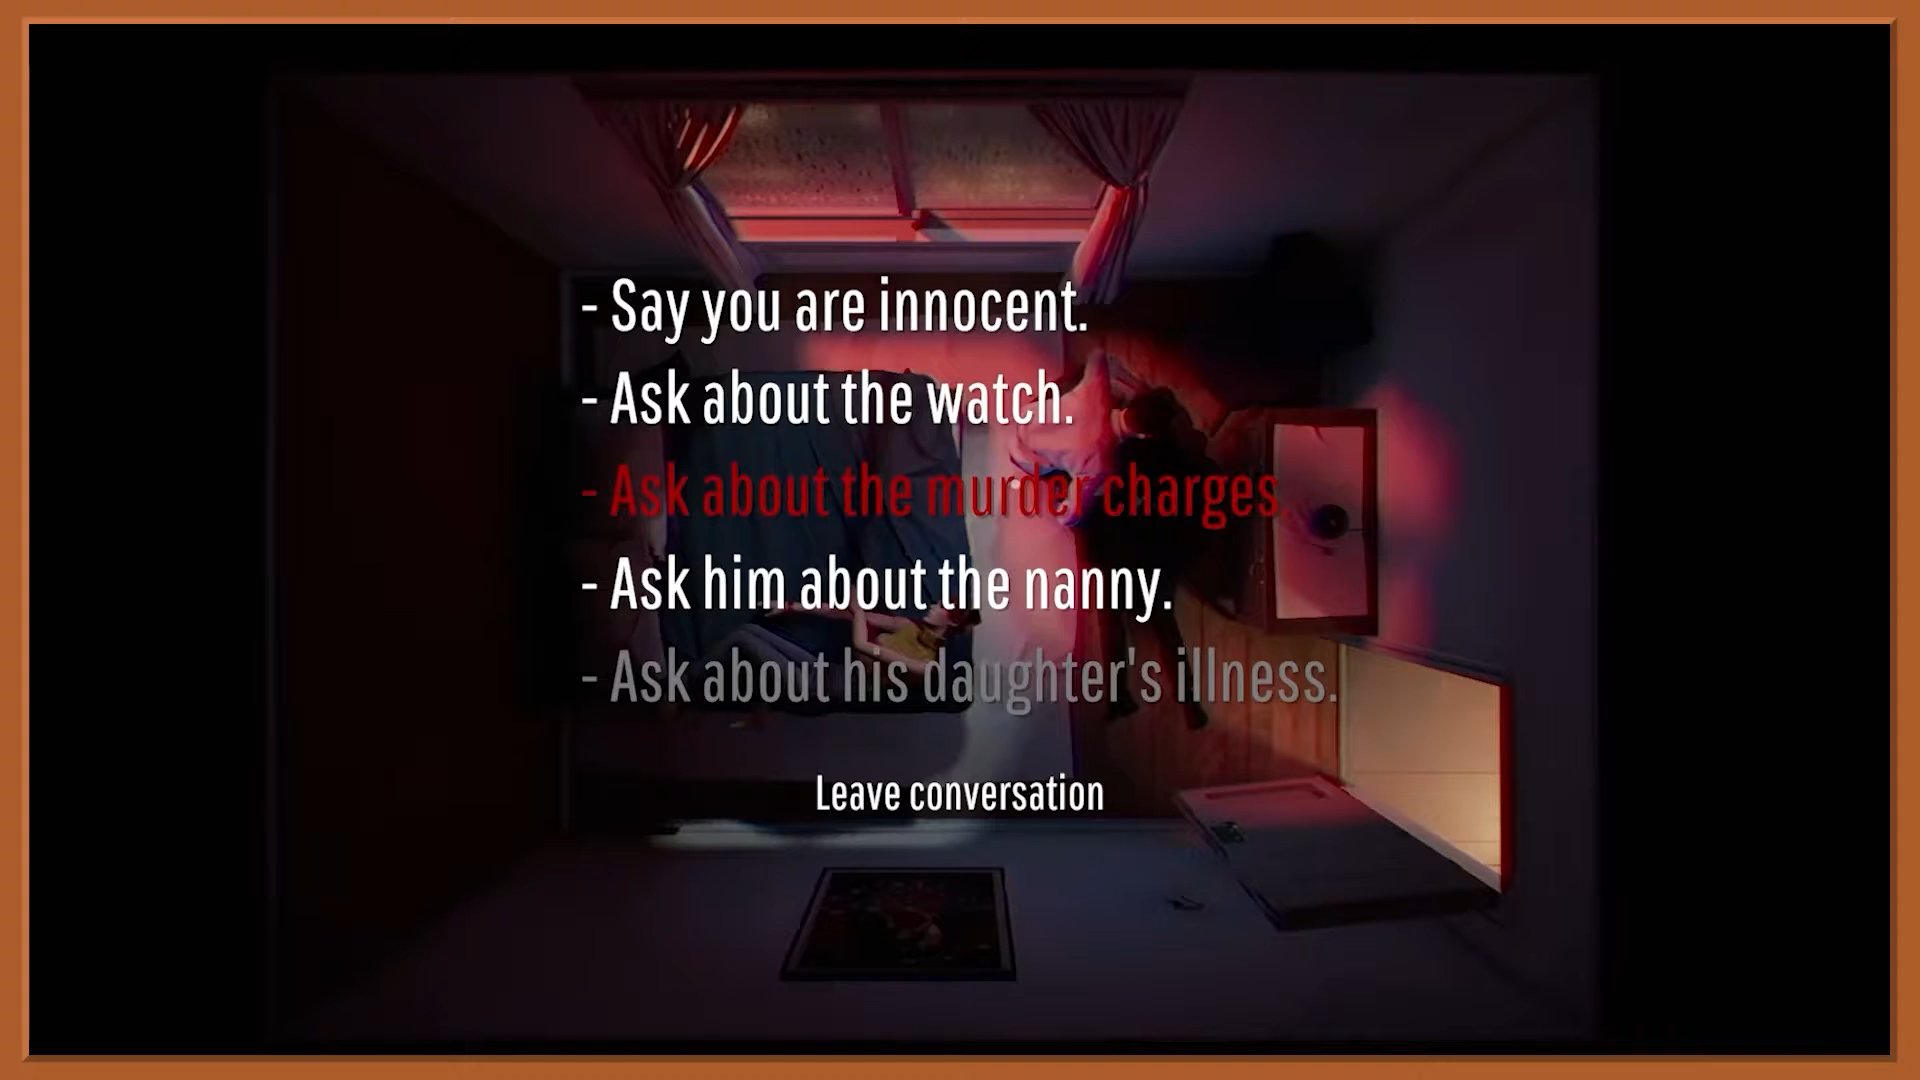 - Say you are innocent.
- Ask about the watch.
- Ask about the murder charges.
- Ask him about the nanny.
- Ask about his daughter's illness.
Leave conversation